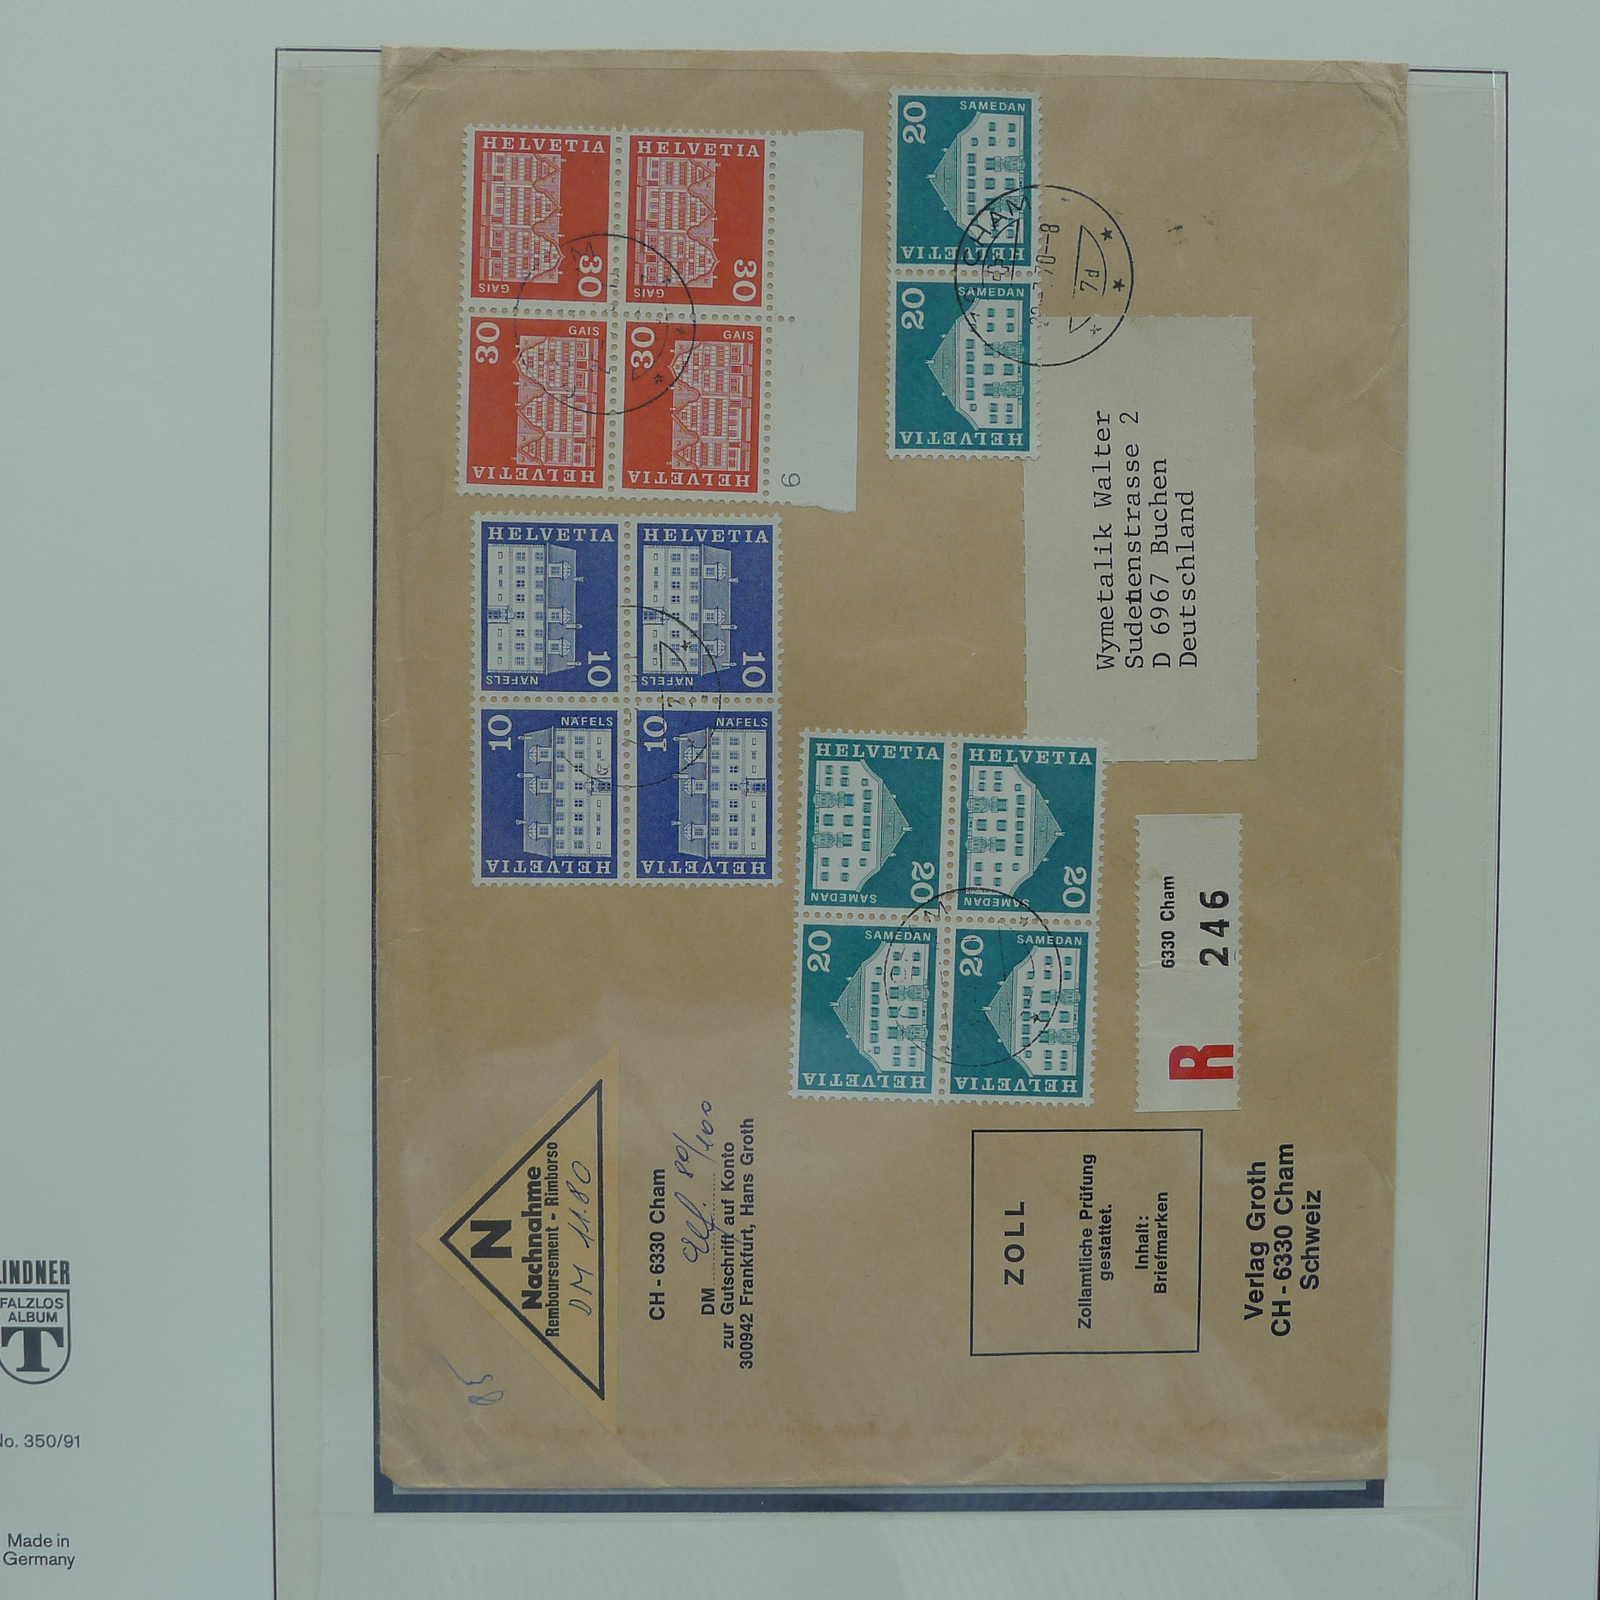 LINDNER
FALZLOS
ALBUM
T
No. 350/91
Made in
Germany
N
Nachnahme
Remboursement - Rimborso
DM 11.80
85
CH - 6330 Cham
DM 80/100
zur Gutschrift auf Konto
300942 Frankfurt, Hans Groth
ZOLL
Zollamtliche Prüfung
gestattet.
Inhalt:
Briefmarken
Verlag Groth
CH - 6330 Cham
Schweiz
R
6330 Cham
246
Wymetalik Walter
Sudetenstrasse 2
D 6967 Buchen
Deutschland
HELVETIA
30
GAIS
HELVETIA
30
GAIS
30
GAIS
HELVETIA
30
GAIS
HELVETIA
6
HELVETIA
10
NÄFELS
HELVETIA
10
NÄFELS
10
NÄFELS
HELVETIA
10
NÄFELS
HELVETIA
20
SAMEDAN
HELVETIA
20
SAMEDAN
HELVETIA
CHAM
7d
HELVETIA
20
SAMEDAN
HELVETIA
20
SAMEDAN
20
SAMEDAN
HELVETIA
20
SAMEDAN
HELVETIA